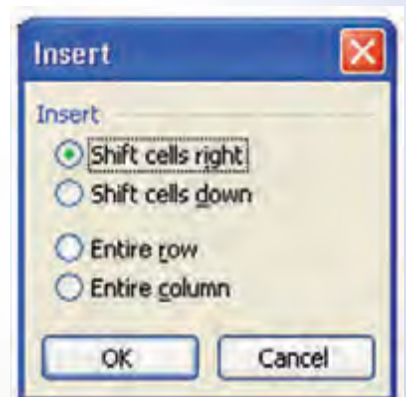 Insert
Insert
Shift cells right
Shift cells down
Entire row
Entire column
OK Cancel